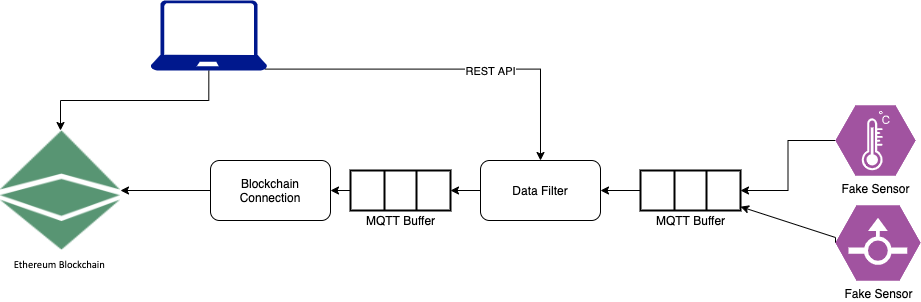 REST API
°C
Fake Sensor
Blockchain
Connection
MQTT Buffer
Data Filter
MQTT Buffer
Fake Sensor
Ethereum Blockchain